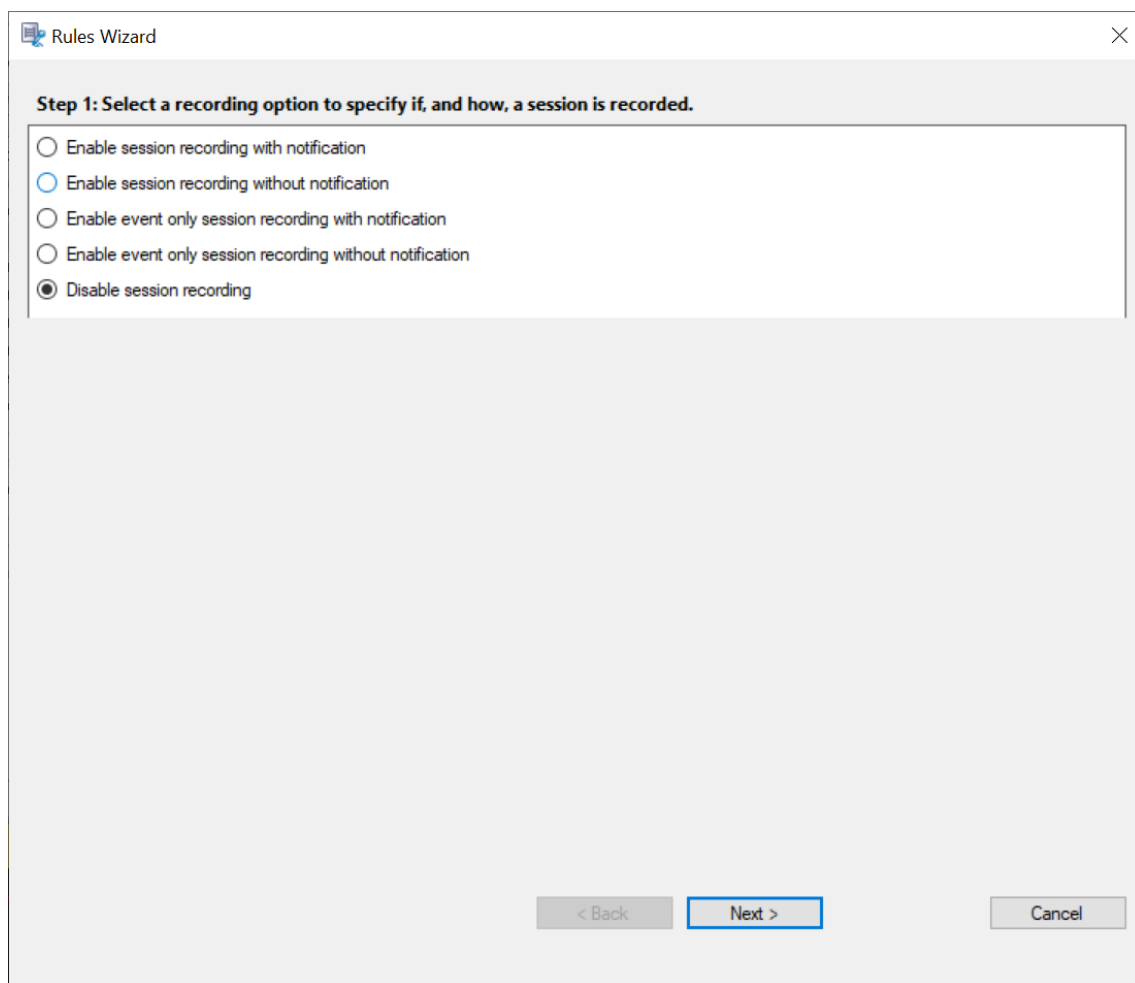 Rules Wizard
Step 1: Select a recording option to specify if, and how, a session is recorded.
Enable session recording with notification
Enable session recording without notification
Enable event only session recording with notification
Enable event only session recording without notification
Disable session recording
< Back
Next >
Cancel